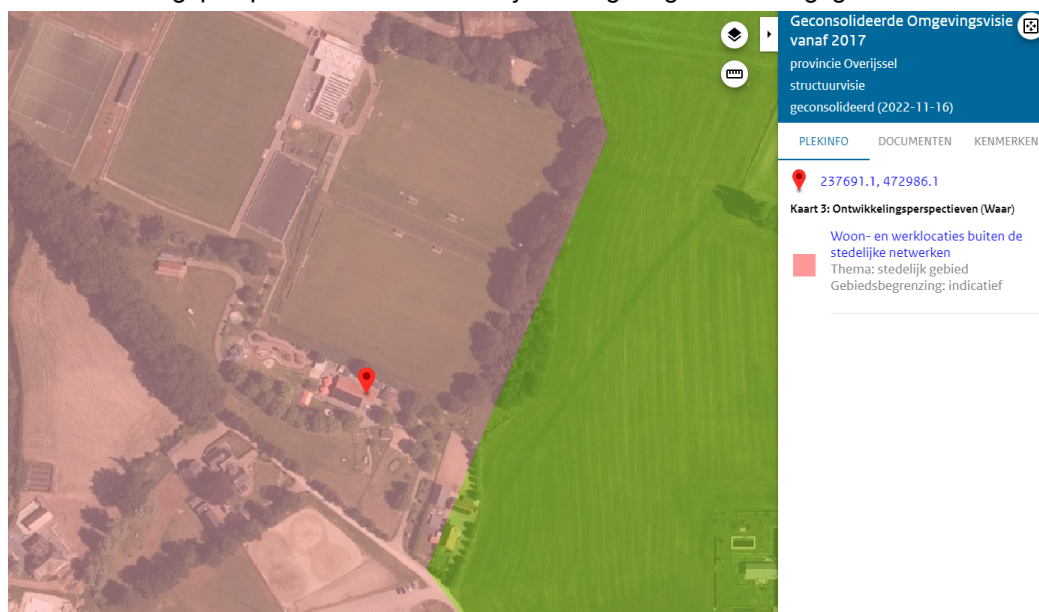 Geconsolideerde Omgevingsvisie
vanaf 2017
provincie Overijssel
structuurvisie
geconsolideerd (2022-11-16)
PLEKINFO DOCUMENTEN KENMERKEN
237691.1, 472986.1
Kaart 3: Ontwikkelingsperspectieven (Waar)
Woon- en werklocaties buiten de
stedelijke netwerken
Thema: stedelijk gebied
Gebiedsbegrenzing: indicatief